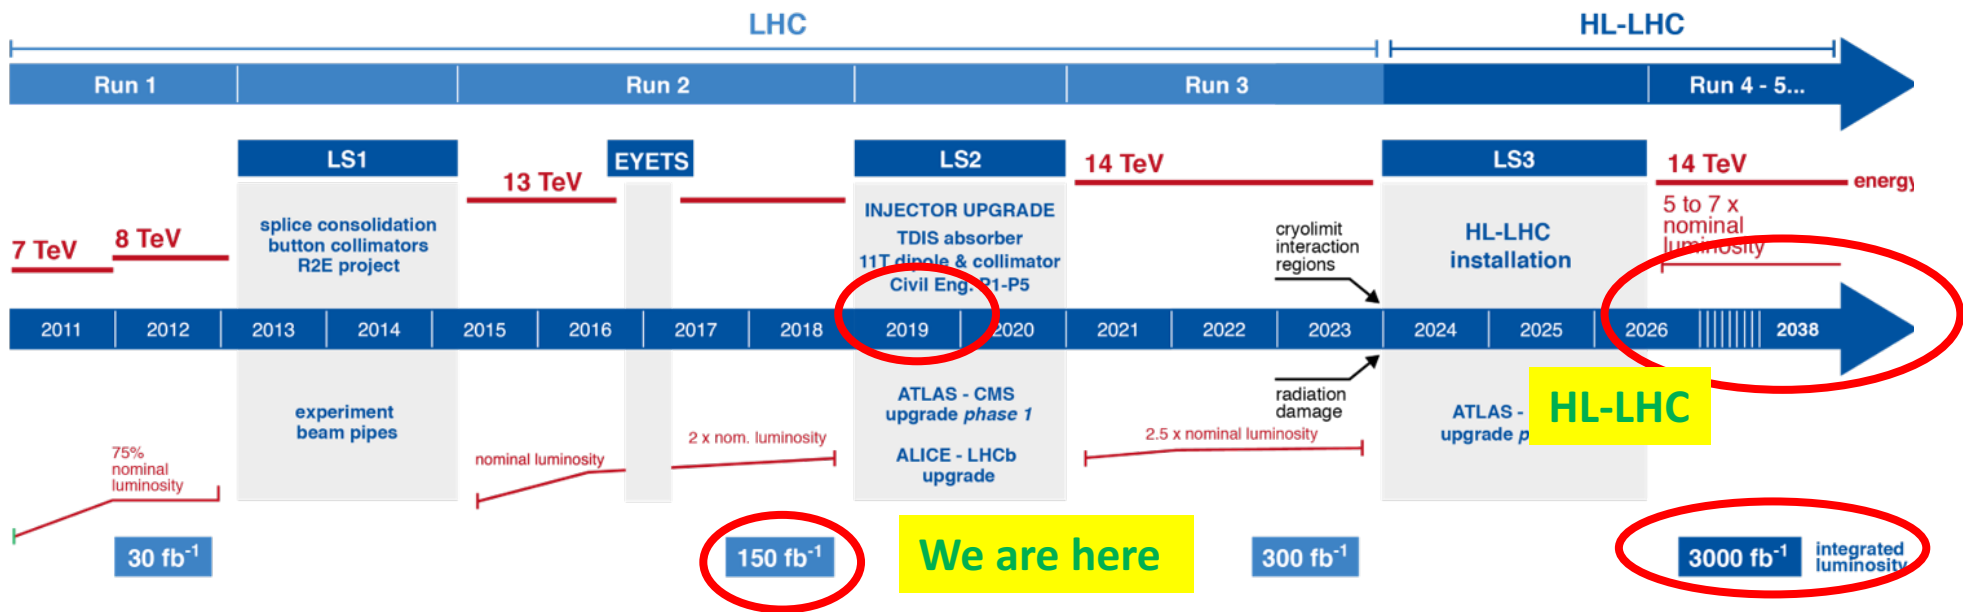 LHC
HL-LHC
Run 1
Run 2
Run 3
Run 4 - 5...
LS1
EYETS
LS2
14 TeV
LS3
14 TeV
13 TeV
energy
7 TeV
8 TeV
splice consolidation
button collimators
R2E project
INJECTOR UPGRADE
TDIS absorber
11T dipole & collimator
Civil Eng. P1-P5
cryolimit
interaction
regions
HL-LHC
installation
5 to 7 x
nominal
luminosity
2011
2012
2013
2014
2015
2016
2017
2018
2019
2020
2021
2022
2023
2024
2025
2026
2038
experiment
beam pipes
ATLAS - CMS
upgrade phase 1
ALICE - LHCb
upgrade
radiation
damage
ATLAS -
upgrade p
HL-LHC
75%
nominal
luminosity
nominal luminosity
2 x nom. luminosity
2.5 x nominal luminosity
30 fb⁻¹
150 fb⁻¹
We are here
300 fb⁻¹
3000 fb⁻¹
integrated
luminosity